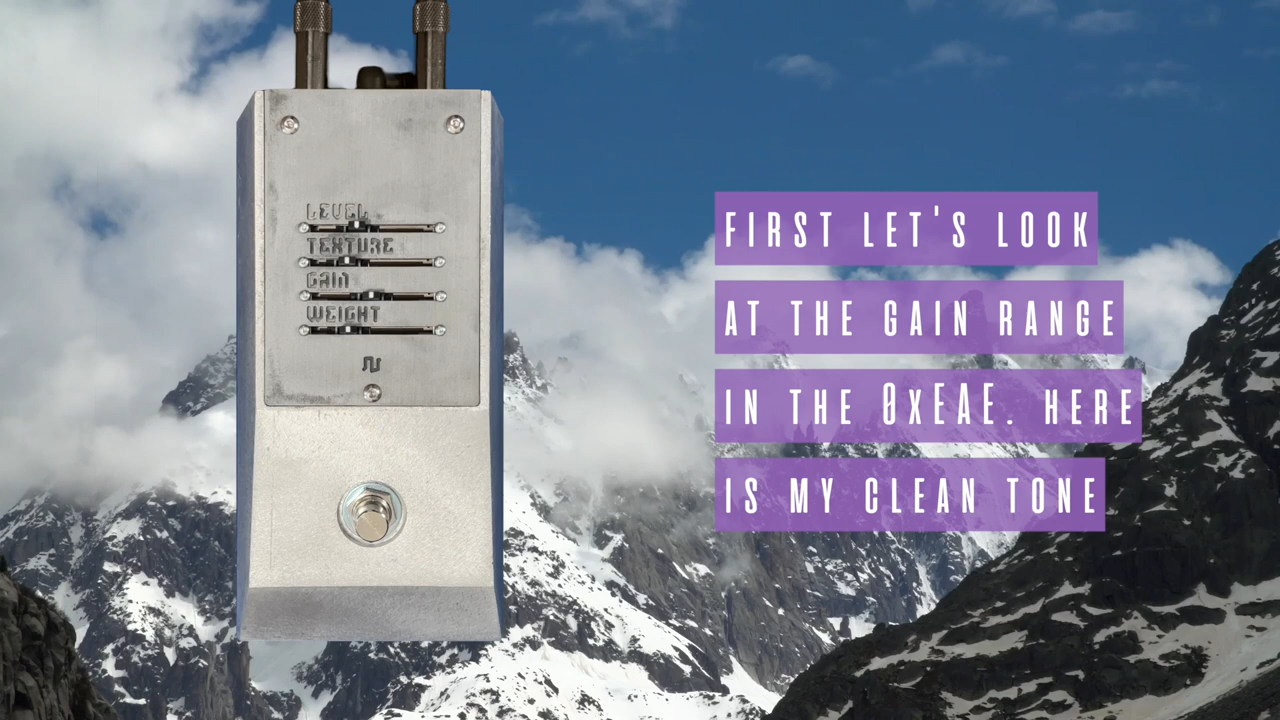 LEVEL
TEXTURE
GAIN
WEIGHT
FIRST LET'S LOOK
AT THE GAIN RANGE
IN THE 0xEAE. HERE
IS MY CLEAN TONE